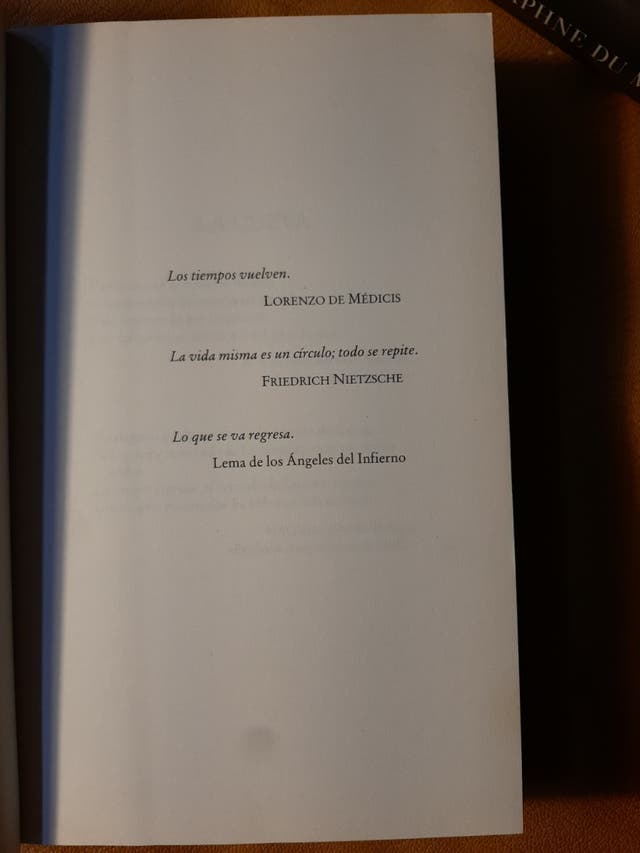 APHNE DU M
Los tiempos vuelven.
LORENZO DE MÉDICIS
La vida misma es un círculo; todo se repite.
FRIEDRICH NIETZSCHE
Lo que se va regresa.
Lema de los Ángeles del Infierno